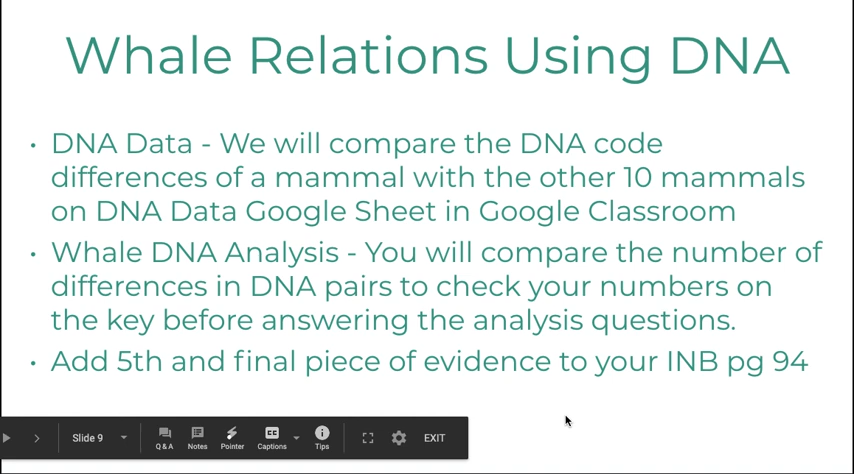 Whale Relations Using DNA
• DNA Data - We will compare the DNA code
differences of a mammal with the other 10 mammals
on DNA Data Google Sheet in Google Classroom
• Whale DNA Analysis - You will compare the number of
differences in DNA pairs to check your numbers on
the key before answering the analysis questions.
• Add 5th and final piece of evidence to your INB pg 94
Slide 9
Q & A
Notes
Pointer
Captions
Tips
EXIT